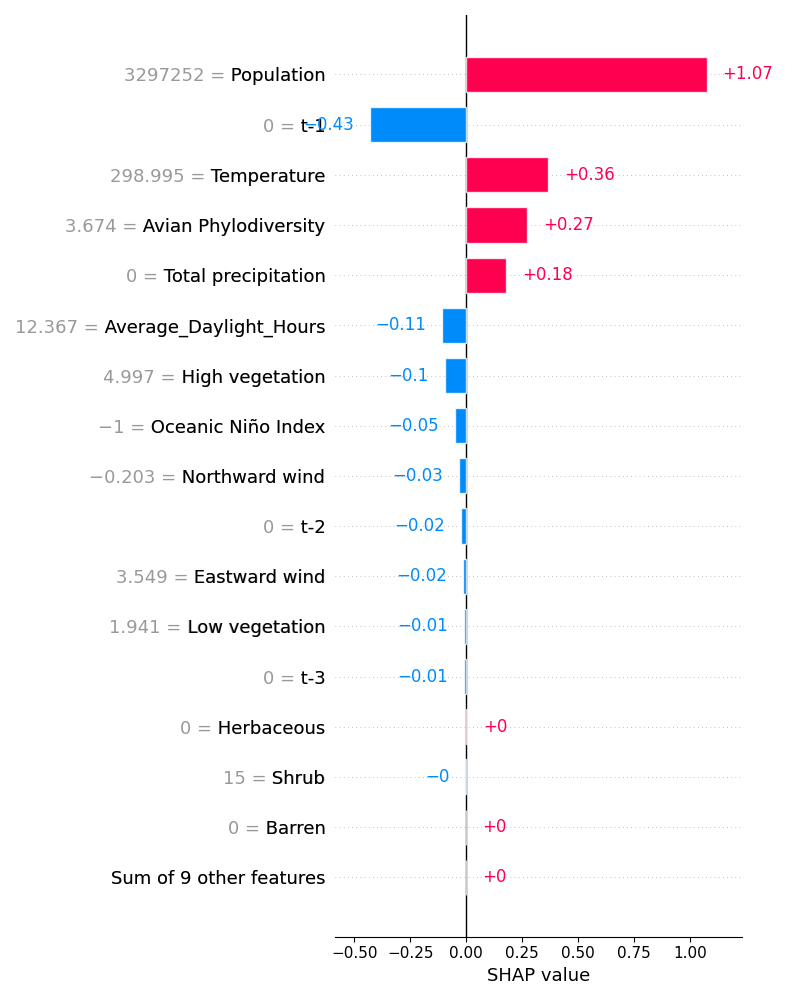 3297252 = Population +1.07
0 = t-1 −0.43
298.995 = Temperature +0.36
3.674 = Avian Phylodiversity +0.27
0 = Total precipitation +0.18
12.367 = Average_Daylight_Hours −0.11
4.997 = High vegetation −0.1
−1 = Oceanic Niño Index −0.05
−0.203 = Northward wind −0.03
0 = t-2 −0.02
3.549 = Eastward wind −0.02
1.941 = Low vegetation −0.01
0 = t-3 −0.01
0 = Herbaceous +0
15 = Shrub −0
0 = Barren +0
Sum of 9 other features +0
−0.50 −0.25 0.00 0.25 0.50 0.75 1.00
SHAP value